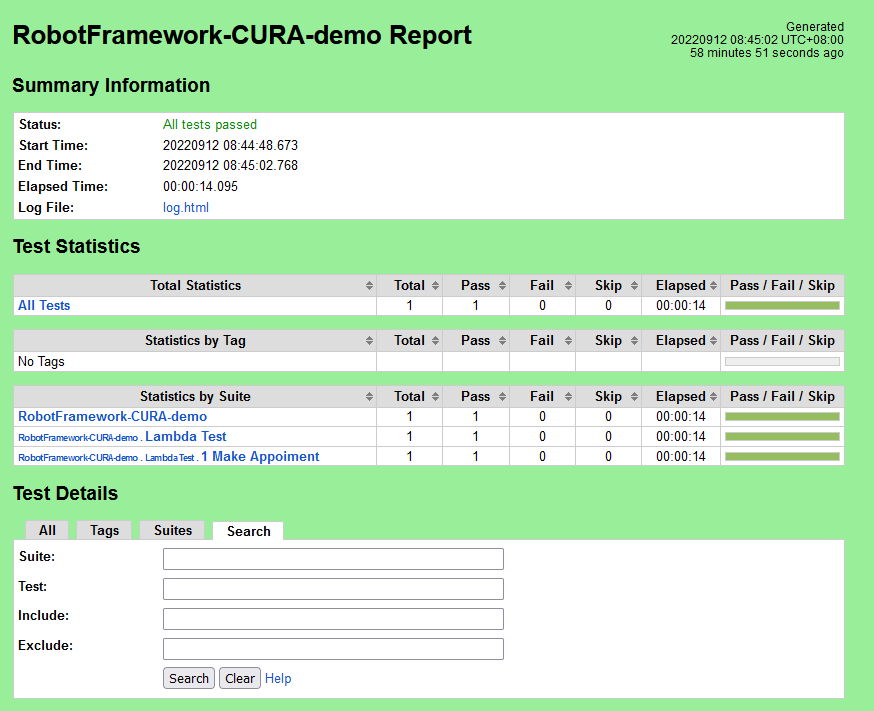 RobotFramework-CURA-demo Report
Generated
20220912 08:45:02 UTC+08:00
58 minutes 51 seconds ago
Summary Information
Status: All tests passed
Start Time: 20220912 08:44:48.673
End Time: 20220912 08:45:02.768
Elapsed Time: 00:00:14.095
Log File: log.html
Test Statistics
Total Statistics Total Pass Fail Skip Elapsed Pass / Fail / Skip
All Tests 1 1 0 0 00:00:14
Statistics by Tag Total Pass Fail Skip Elapsed Pass / Fail / Skip
No Tags
Statistics by Suite Total Pass Fail Skip Elapsed Pass / Fail / Skip
RobotFramework-CURA-demo 1 1 0 0 00:00:14
RobotFramework-CURA-demo . Lambda Test 1 1 0 0 00:00:14
RobotFramework-CURA-demo . Lambda Test . 1 Make Appoiment 1 1 0 0 00:00:14
Test Details
All Tags Suites Search
Suite:
Test:
Include:
Exclude:
Search Clear Help